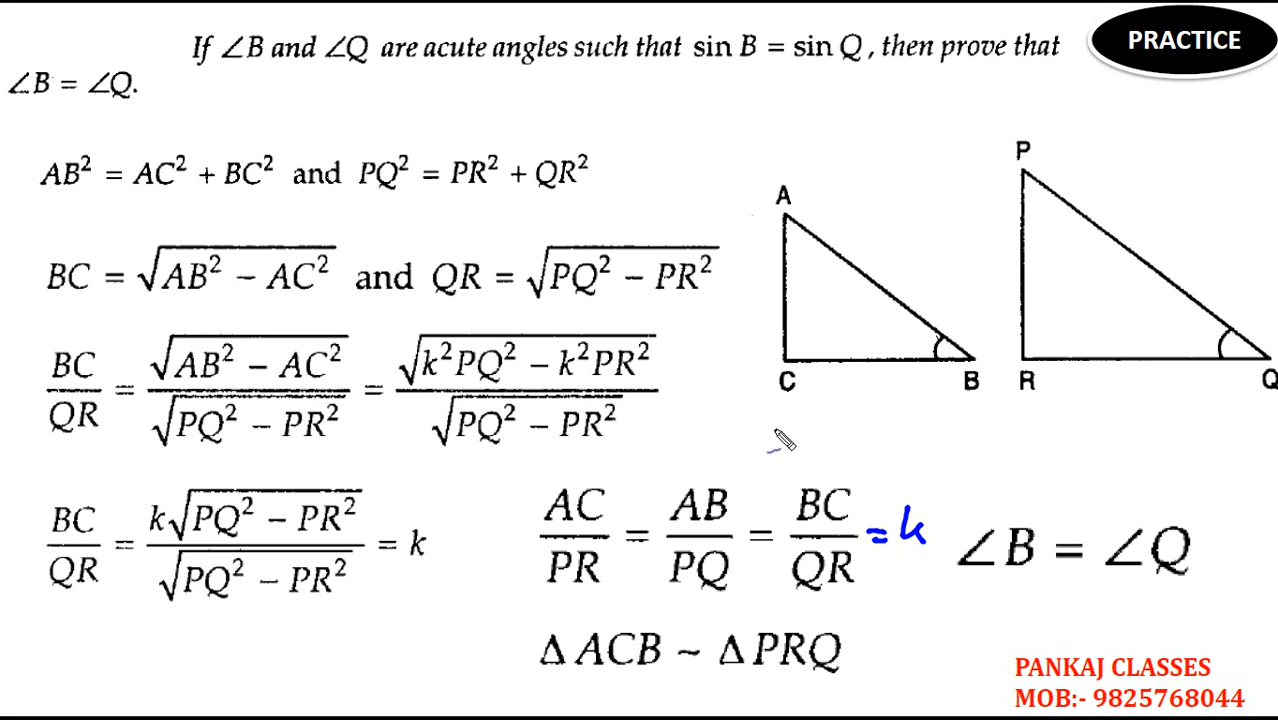 If ∠B and ∠Q are acute angles such that sin B = sin Q, then prove that
PRACTICE
∠B = ∠Q.
AB² = AC² + BC² and PQ² = PR² + QR²
P
A
BC = √(AB² − AC²) and QR = √(PQ² − PR²)
BC/QR = √(AB² − AC²)/√(PQ² − PR²) = √(k²PQ² − k²PR²)/√(PQ² − PR²)
C B R Q
BC/QR = k√(PQ² − PR²)/√(PQ² − PR²) = k
AC/PR = AB/PQ = BC/QR = k
∠B = ∠Q
Δ ACB ~ Δ PRQ
PANKAJ CLASSES
MOB:- 9825768044